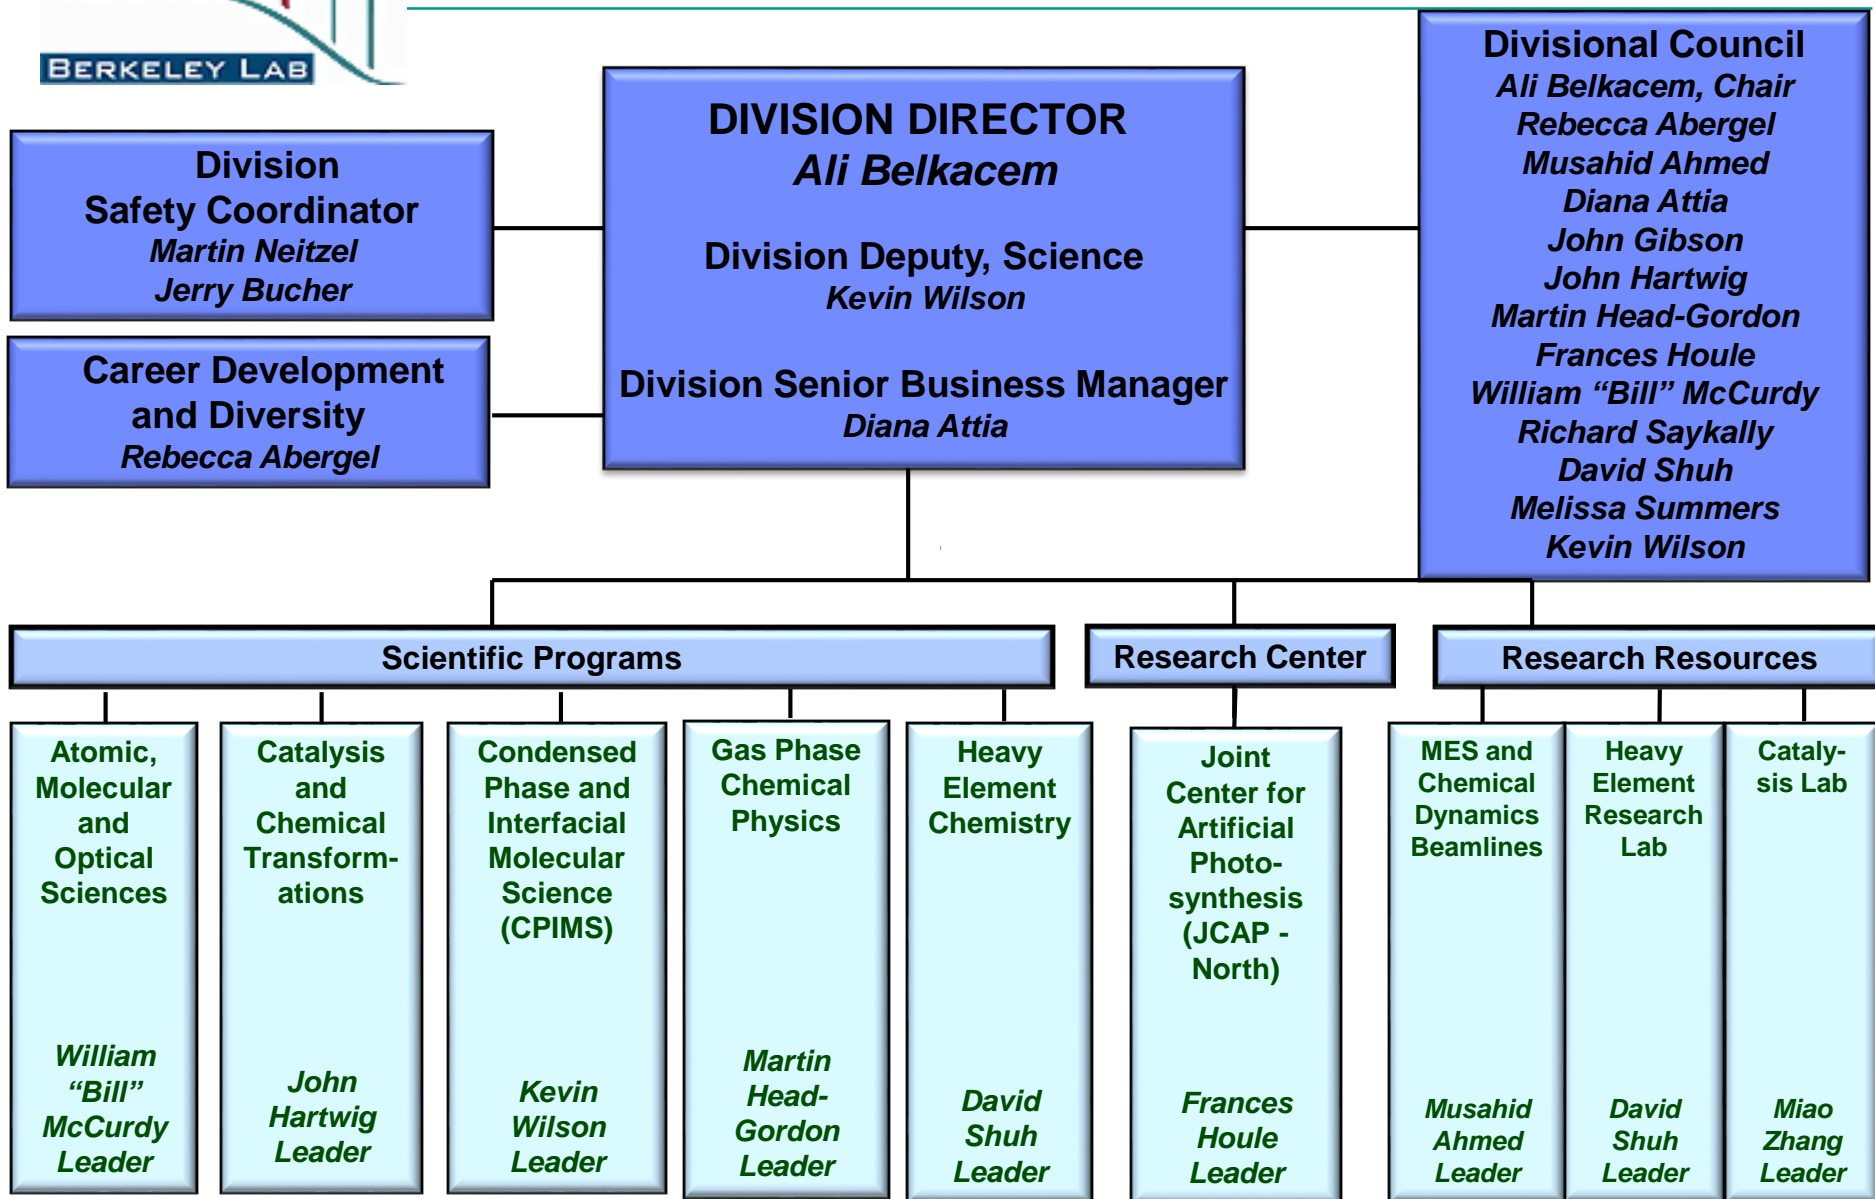 BERKELEY LAB
DIVISION DIRECTOR
Ali Belkacem
Division Deputy, Science
Kevin Wilson
Division Senior Business Manager
Diana Attia
Division
Safety Coordinator
Martin Neitzel
Jerry Bucher
Career Development
and Diversity
Rebecca Abergel
Divisional Council
Ali Belkacem, Chair
Rebecca Abergel
Musahid Ahmed
Diana Attia
John Gibson
John Hartwig
Martin Head-Gordon
Frances Houle
William “Bill” McCurdy
Richard Saykally
David Shuh
Melissa Summers
Kevin Wilson
Scientific Programs
Atomic,
Molecular
and
Optical
Sciences
William
“Bill”
McCurdy
Leader
Catalysis
and
Chemical
Transform-
ations
John
Hartwig
Leader
Condensed
Phase and
Interfacial
Molecular
Science
(CPIMS)
Kevin
Wilson
Leader
Gas Phase
Chemical
Physics
Martin
Head-
Gordon
Leader
Heavy
Element
Chemistry
David
Shuh
Leader
Research Center
Joint
Center for
Artificial
Photo-
synthesis
(JCAP -
North)
Frances
Houle
Leader
Research Resources
MES and
Chemical
Dynamics
Beamlines
Musahid
Ahmed
Leader
Heavy
Element
Research
Lab
David
Shuh
Leader
Cataly-
sis Lab
Miao
Zhang
Leader